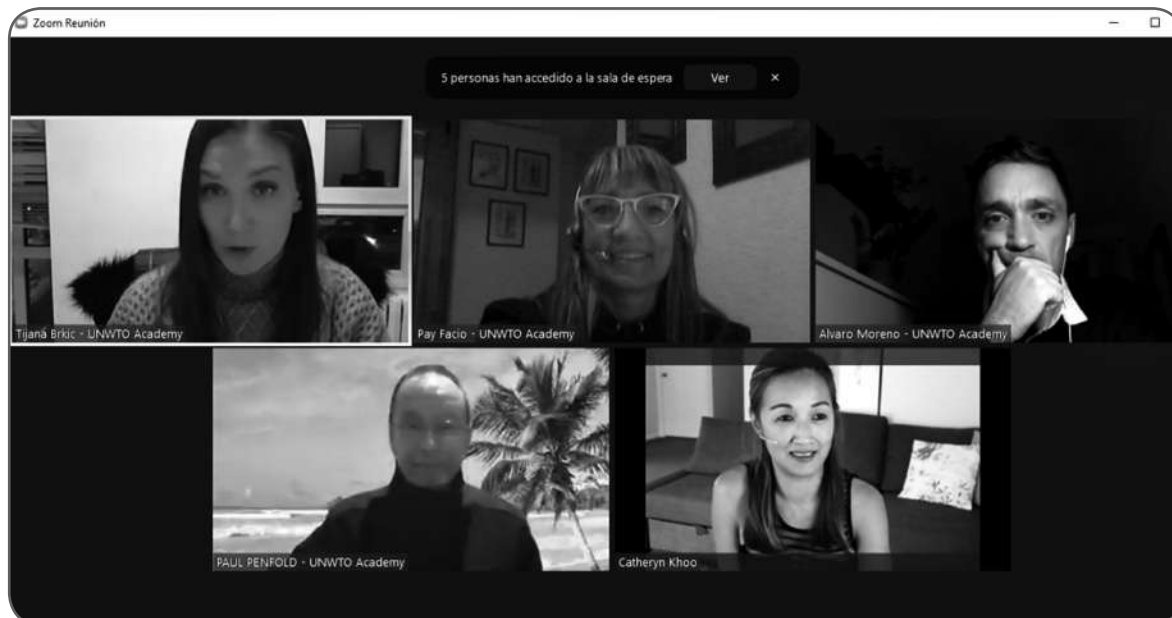 Zoom Reunión
5 personas han accedido a la sala de espera Ver
Tijana Brkic - UNWTO Academy
Pay Facio - UNWTO Academy
Alvaro Moreno - UNWTO Academy
PAUL PENFOLD - UNWTO Academy
Catheryn Khoo